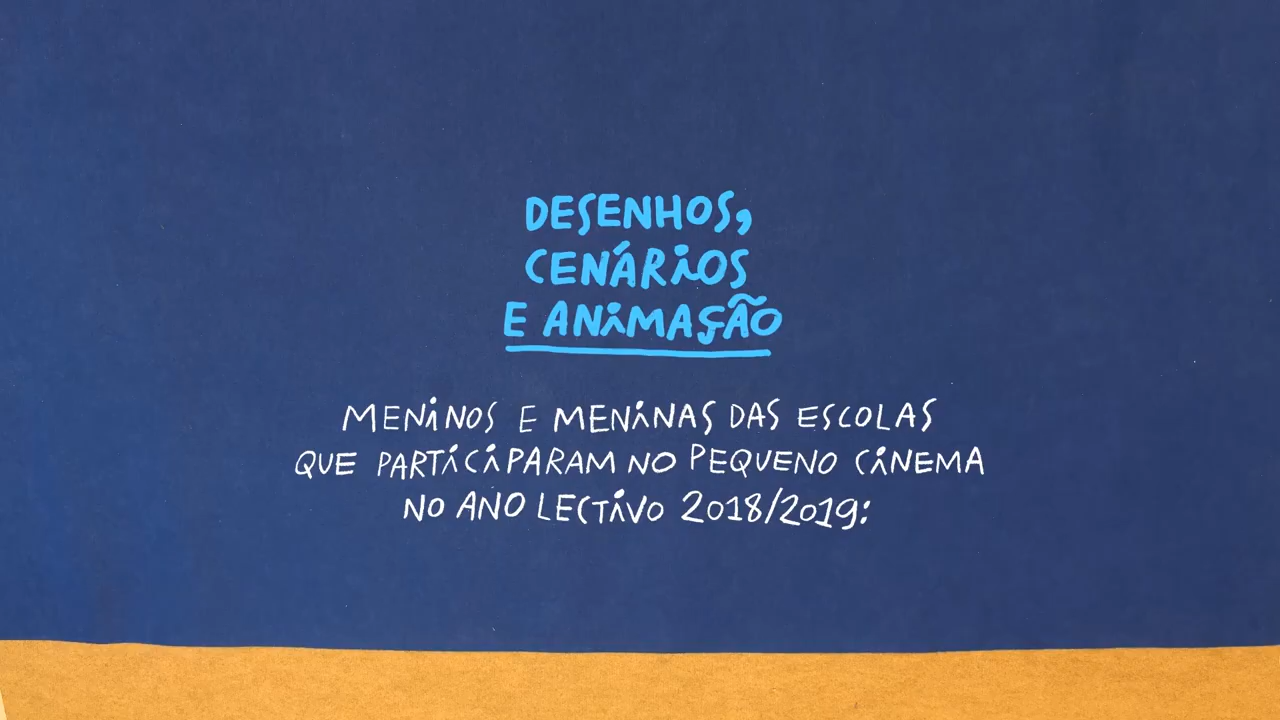 DESENHOS,
CENÁRIOS
E ANIMAÇÃO
MENINOS E MENINAS DAS ESCOLAS
QUE PARTICIPARAM NO PEQUENO CINEMA
NO ANO LECTIVO 2018/2019: